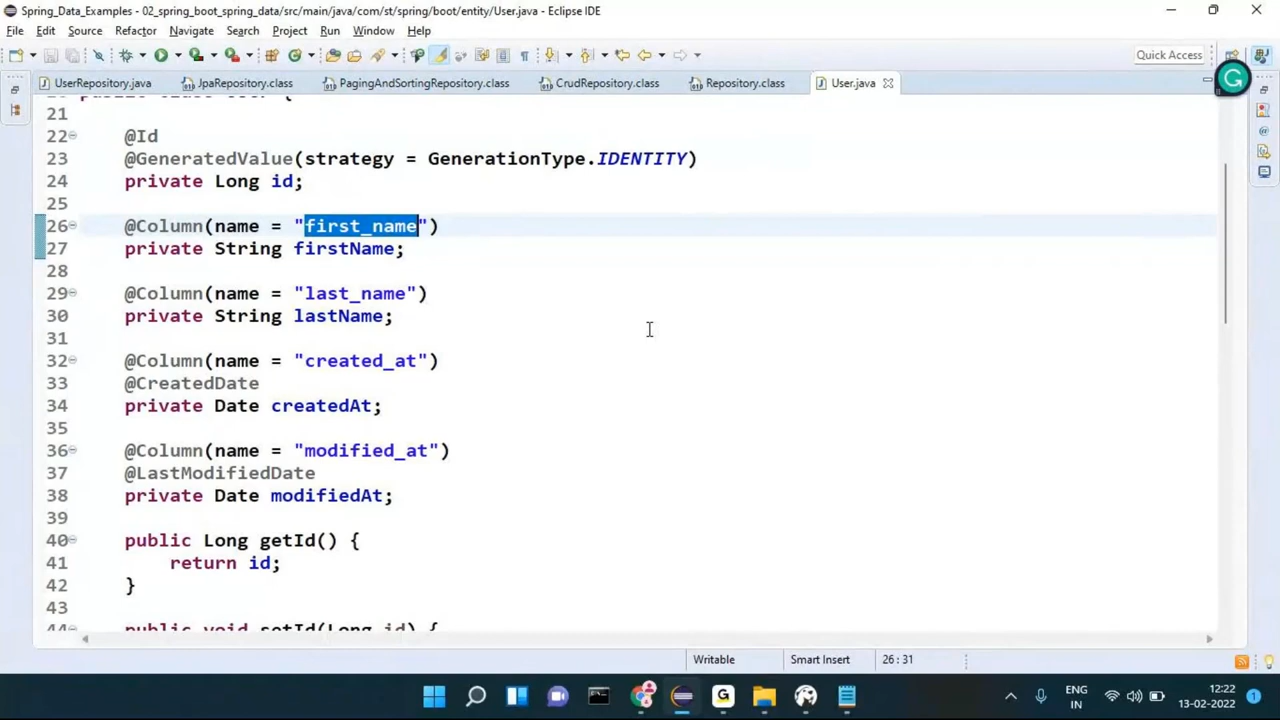 Spring_Data_Examples - 02_spring_boot_spring_data/src/main/java/com/st/spring/boot/entity/User.java - Eclipse IDE
File Edit Source Refactor Navigate Search Project Run Window Help
Quick Access
UserRepository.java JpaRepository.class PagingAndSortingRepository.class CrudRepository.class Repository.class User.java
21
22 @Id
23 @GeneratedValue(strategy = GenerationType.IDENTITY)
24 private Long id;
25
26 @Column(name = "first_name")
27 private String firstName;
28
29 @Column(name = "last_name")
30 private String lastName;
31
32 @Column(name = "created_at")
33 @CreatedDate
34 private Date createdAt;
35
36 @Column(name = "modified_at")
37 @LastModifiedDate
38 private Date modifiedAt;
39
40 public Long getId() {
41 return id;
42 }
43
44 public void setId(Long id) {
Writable Smart Insert 26 : 31
ENG
IN
12:22
13-02-2022